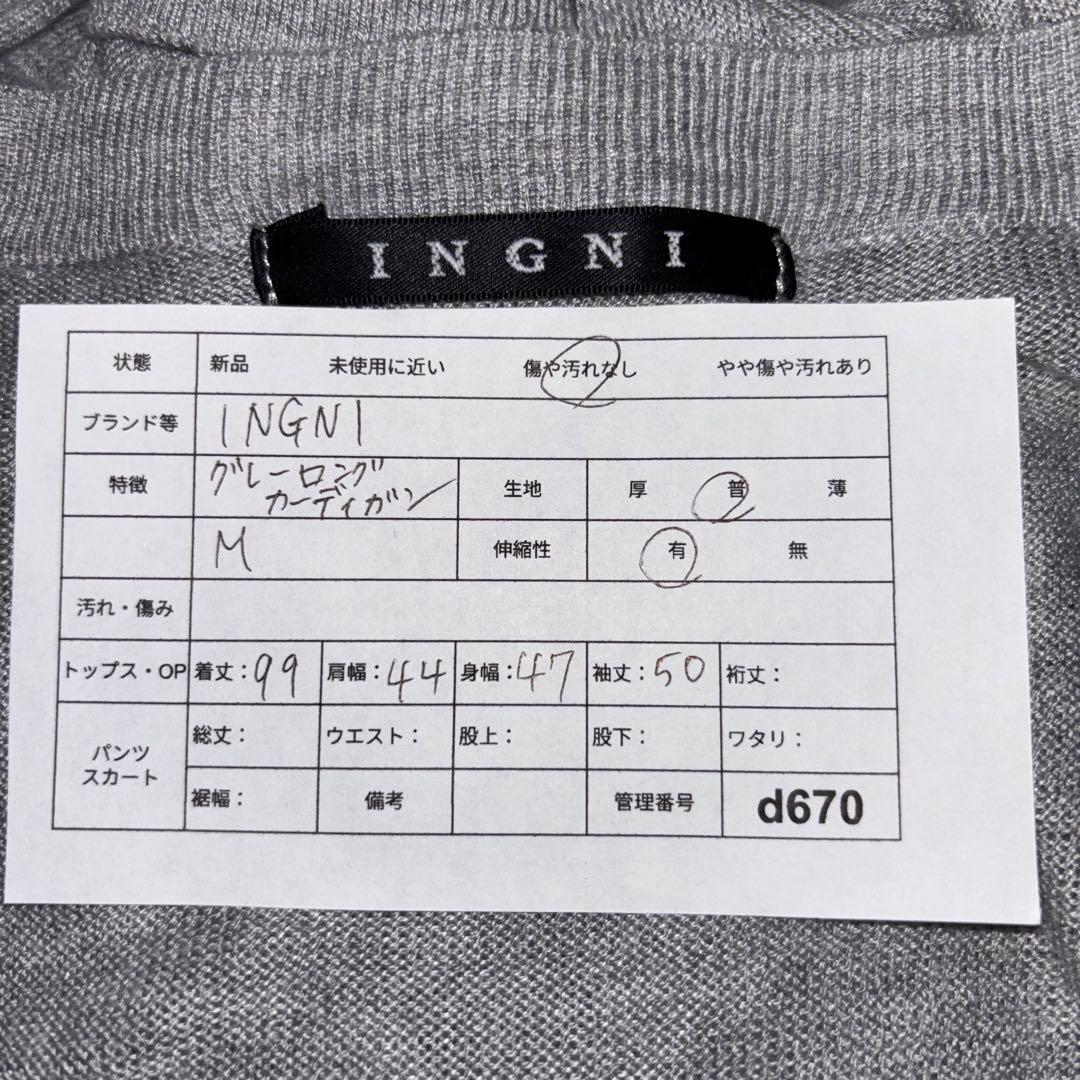 INGNI
状態 新品 未使用に近い 傷や汚れなし やや傷や汚れあり
ブランド等 INGNI
特徴 グレーロング 生地 厚 普 薄
カーディガン
M 伸縮性 有 無
汚れ・傷み
トップス・OP 着丈：99 肩幅：44 身幅：47 袖丈：50 裄丈：
パンツ 総丈： ウエスト： 股上： 股下： ワタリ：
スカート 裾幅： 備考 管理番号 d670